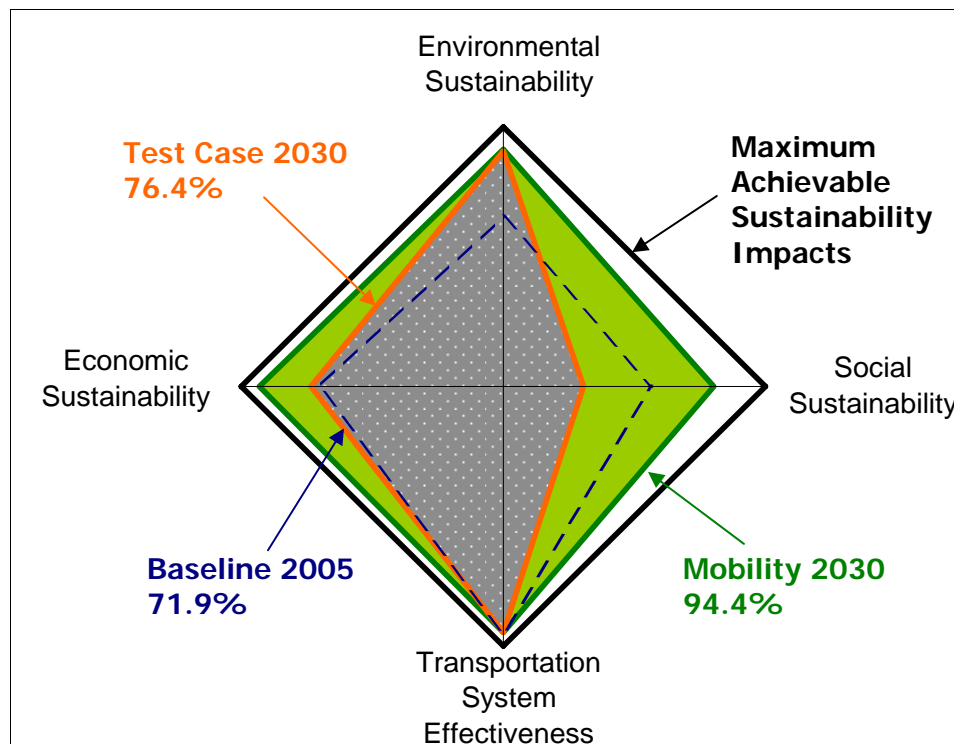 Environmental
Sustainability
Test Case 2030
76.4%
Maximum
Achievable
Sustainability
Impacts
Economic
Sustainability
Social
Sustainability
Baseline 2005
71.9%
Mobility 2030
94.4%
Transportation
System
Effectiveness